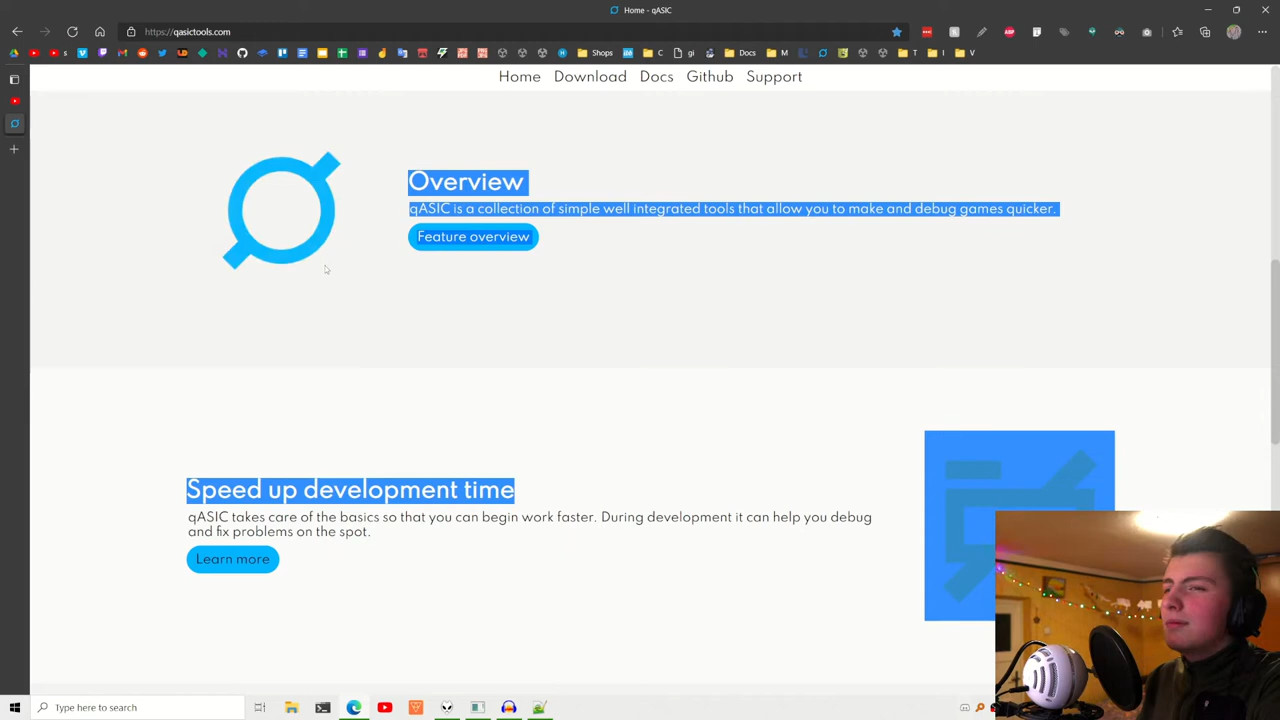 Home - qASIC
https://qasictools.com
s
Shops
C
gi
Docs
M
T
I
V
Home Download Docs Github Support
Overview
qASIC is a collection of simple well integrated tools that allow you to make and debug games quicker.
Feature overview
Speed up development time
qASIC takes care of the basics so that you can begin work faster. During development it can help you debug
and fix problems on the spot.
Learn more
Type here to search